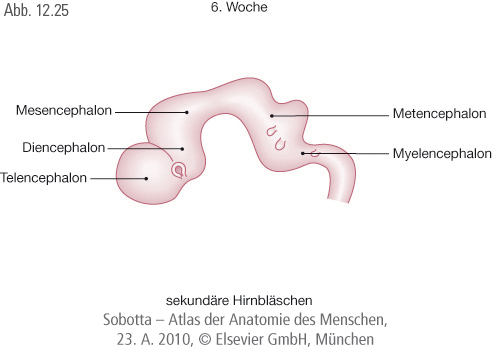 Abb. 12.25
6. Woche
Mesencephalon
Metencephalon
Diencephalon
Myelencephalon
Telencephalon
sekundäre Hirnbläschen
Sobotta – Atlas der Anatomie des Menschen,
23. A. 2010, © Elsevier GmbH, München